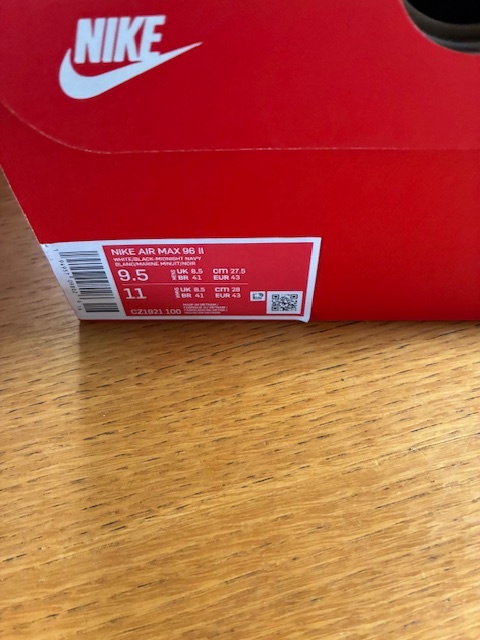 NIKE
NIKE AIR MAX 96 II
WHITE/BLACK-MIDNIGHT NAVY
BLANC/MARINE MINUIT/NOIR
9.5 MENS UK 8.5 CM 27.5
BR 41 EUR 43
11 UK 8.5 CM 28
BR 41 EUR 43
CZ1921 100